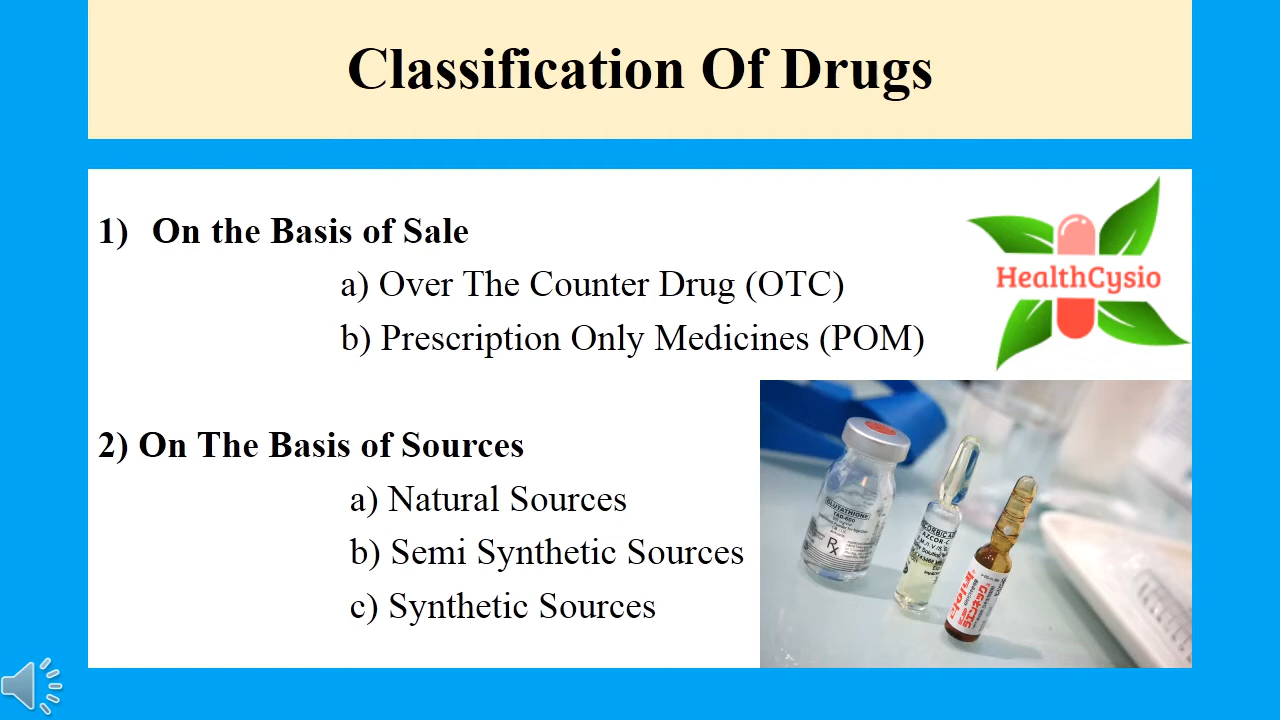 Classification Of Drugs
1) On the Basis of Sale
a) Over The Counter Drug (OTC)
b) Prescription Only Medicines (POM)
HealthCysio
2) On The Basis of Sources
a) Natural Sources
b) Semi Synthetic Sources
c) Synthetic Sources
GLUTATHIONE
Rx
AZCOR-C